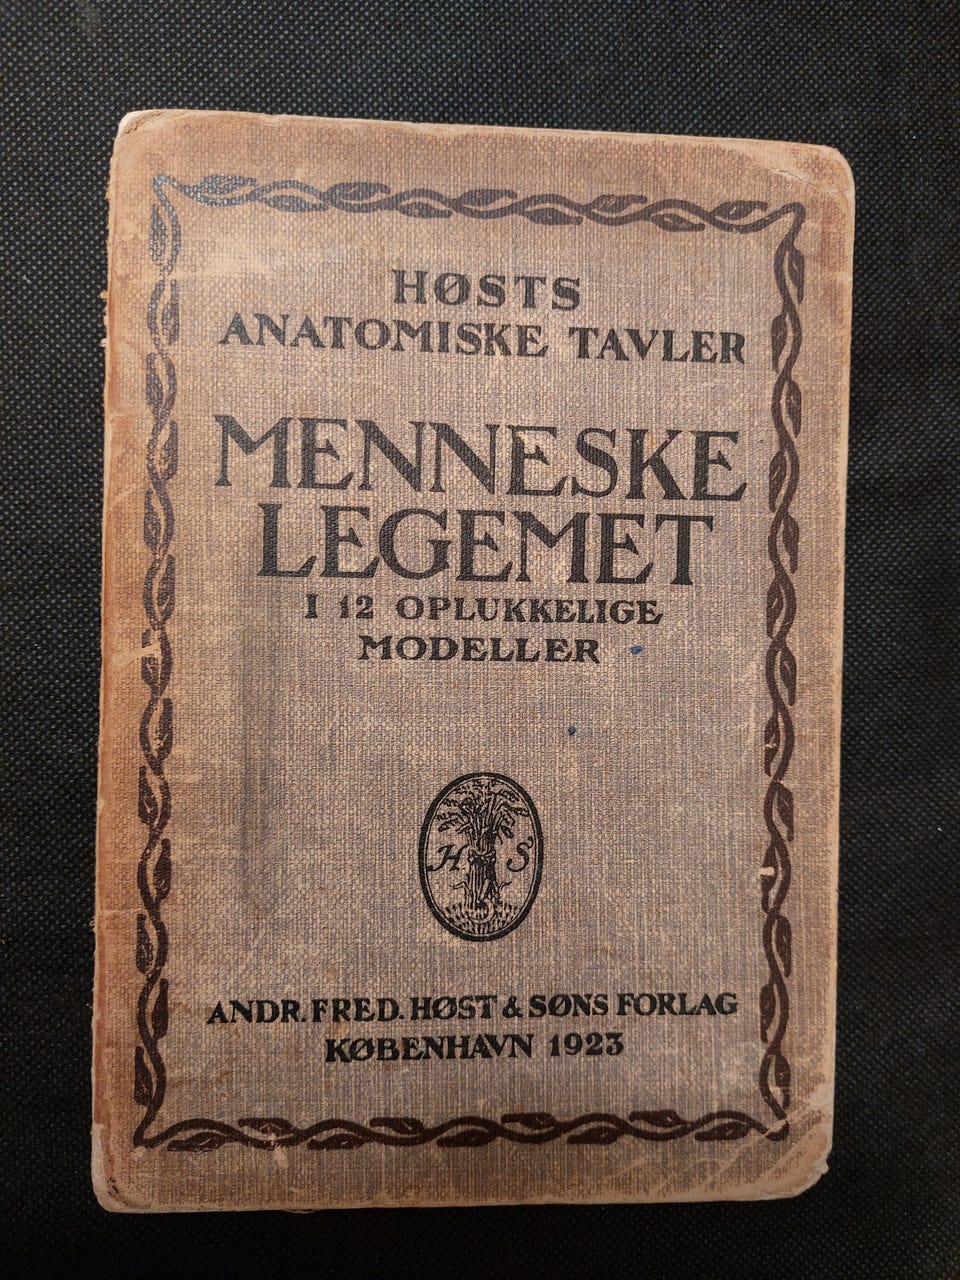 HØSTS
ANATOMISKE TAVLER
MENNESKE
LEGEMET
I 12 OPLUKKELIGE
MODELLER
H S
ANDR. FRED. HØST & SØNS FORLAG
KØBENHAVN 1923